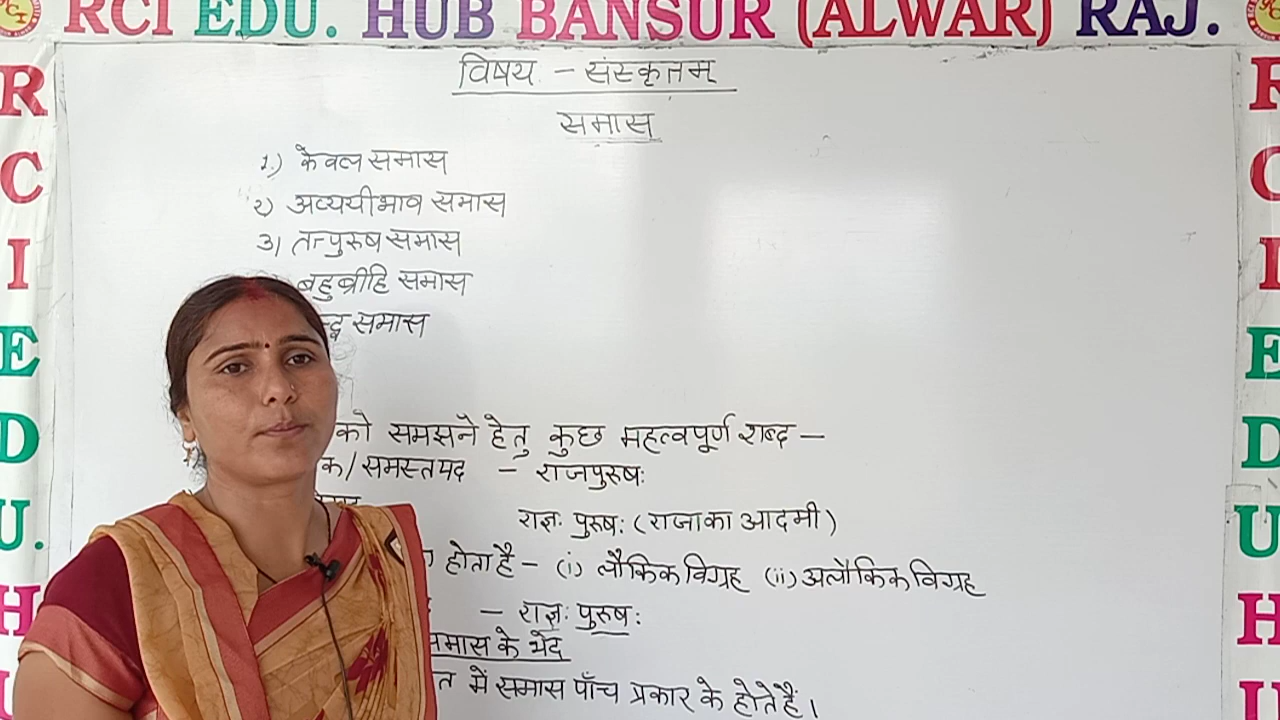 RCI EDU. HUB BANSUR (ALWAR) RAJ.
विषय - संस्कृतम्
समास
1.) केवल समास
2) अव्ययीभाव समास
3) तत्पुरुष समास
बहुव्रीहि समास
समास
को समझने हेतु कुछ महत्वपूर्ण शब्द -
क/समस्तपद - राजपुरुषः
राज्ञः पुरुषः (राजा का आदमी)
होता है - (i) लौकिक विग्रह (ii) अलौकिक विग्रह
- राज्ञः पुरुषः
समास के भेद
त में समास पाँच प्रकार के होते हैं।
R
C
I
E
D
U.
H
U
R
C
I
E
D
U
H
U